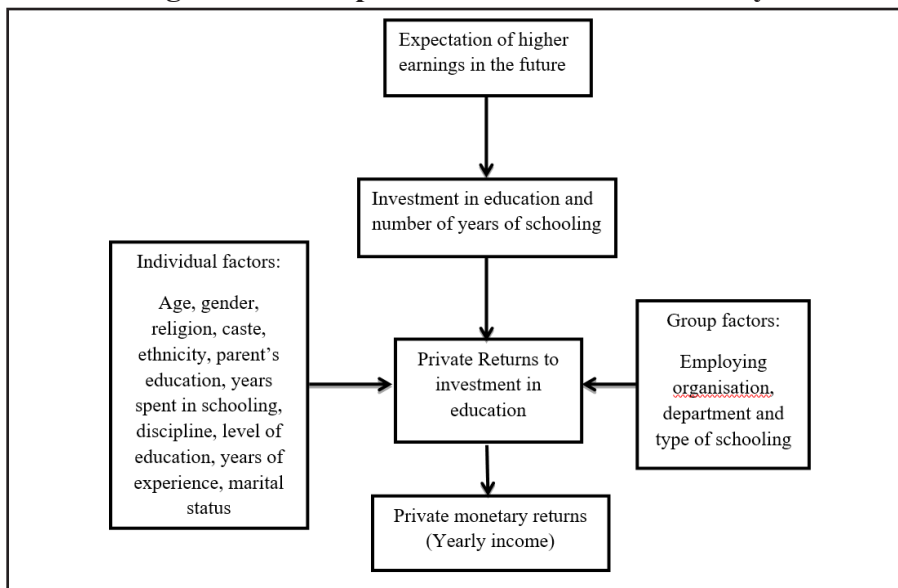 Expectation of higher
earnings in the future
Investment in education and
number of years of schooling
Individual factors:
Age, gender,
religion, caste,
ethnicity, parent’s
education, years
spent in schooling,
discipline, level of
education, years of
experience, marital
status
Private Returns to
investment in
education
Group factors:
Employing
organisation,
department and
type of schooling
Private monetary returns
(Yearly income)